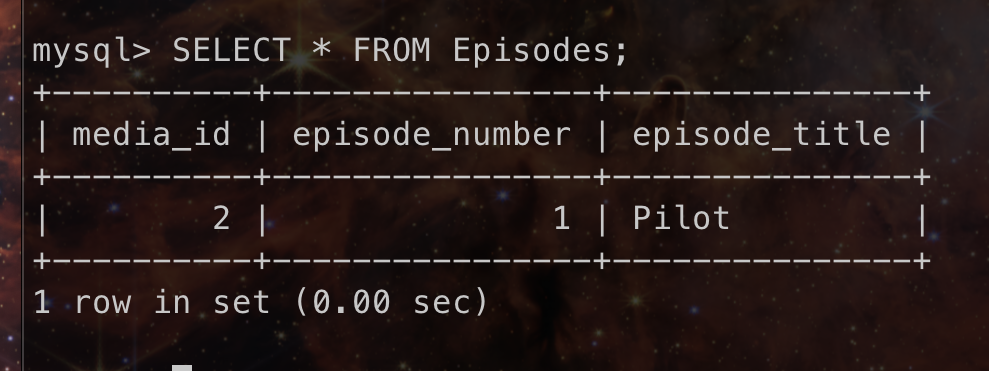 mysql> SELECT * FROM Episodes;
+----------+----------------+---------------+
| media_id | episode_number | episode_title |
+----------+----------------+---------------+
|        2 |              1 | Pilot         |
+----------+----------------+---------------+
1 row in set (0.00 sec)